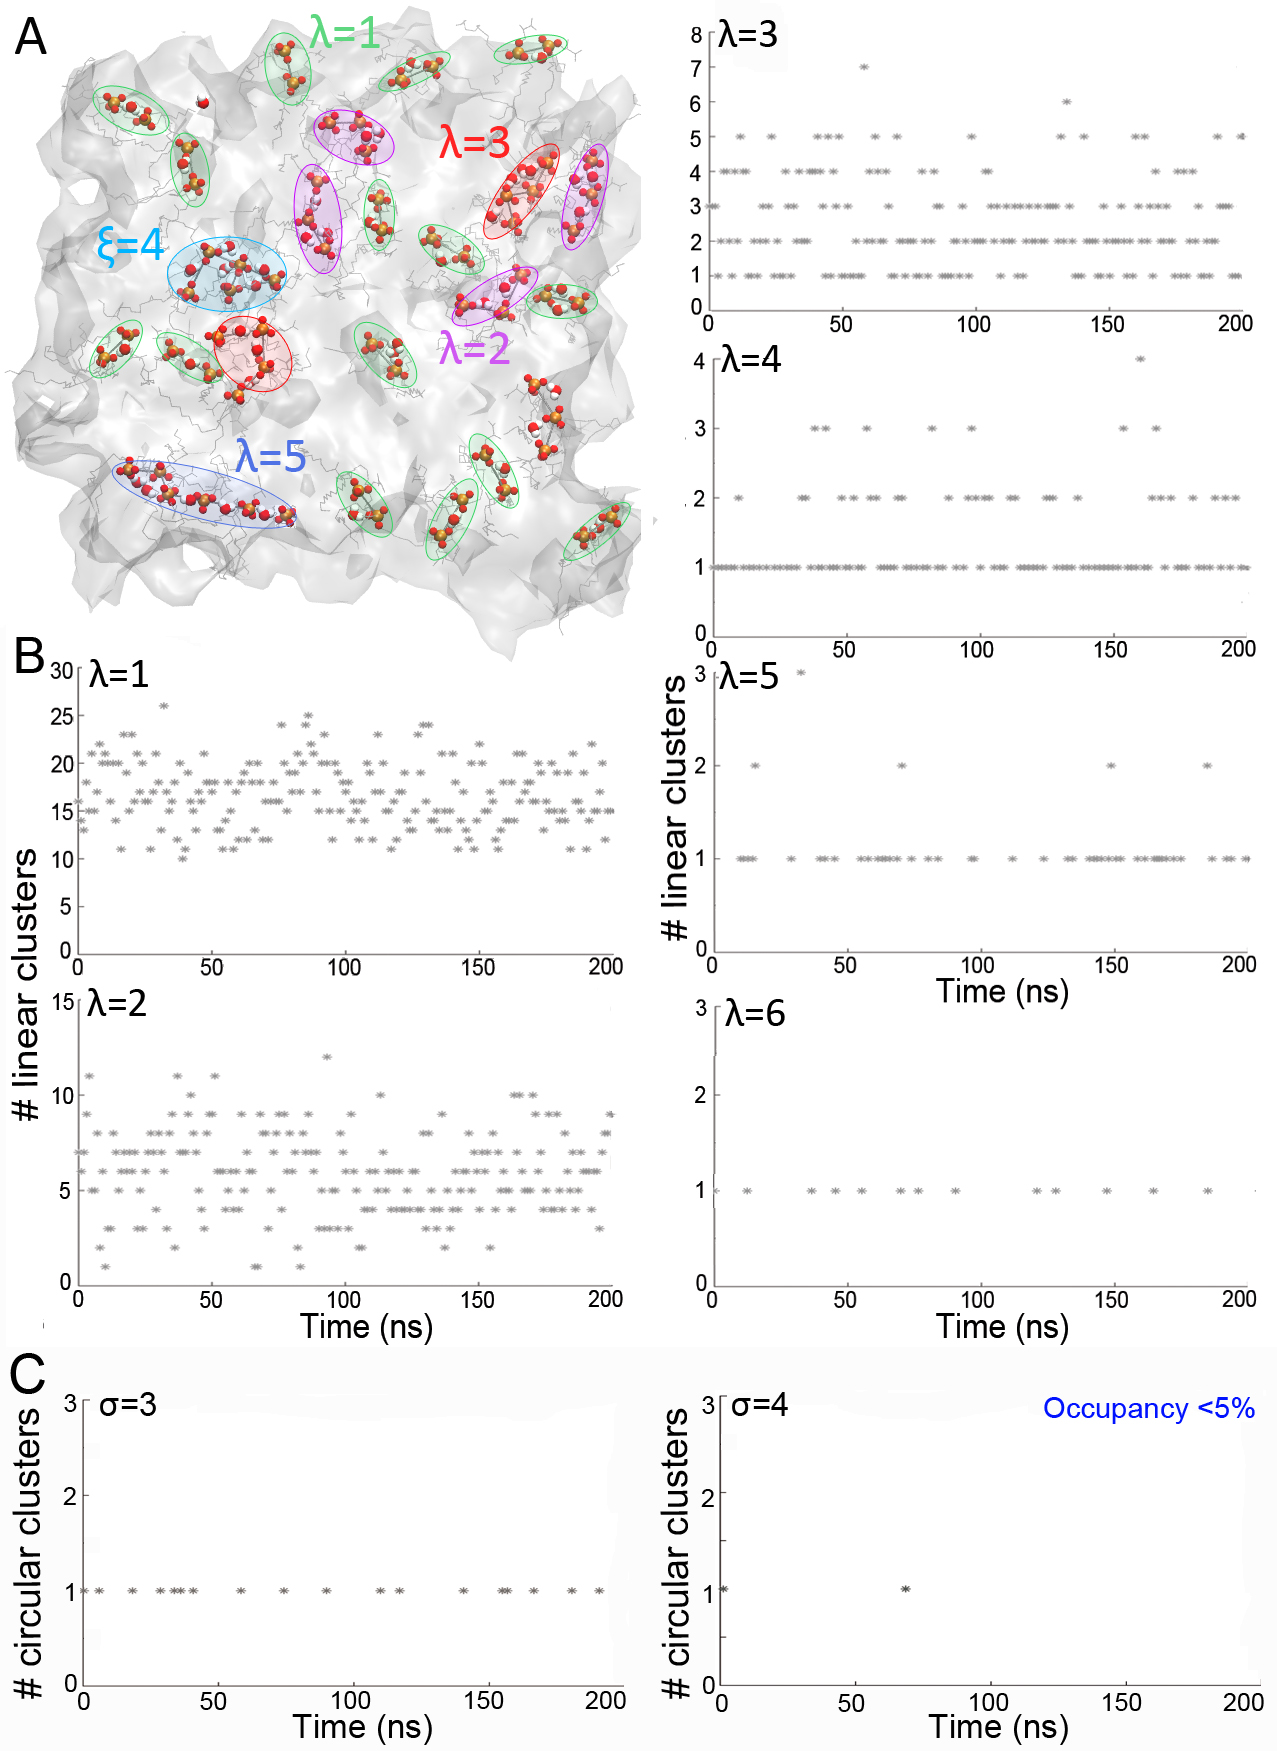 A
λ=1
λ=3
ξ=4
λ=2
λ=5
λ=3
8
7
6
5
4
3
2
1
0
0 50 100 150 200
λ=4
4
3
2
1
0
0 50 100 150 200
B
λ=1
30
25
20
15
10
5
0
0 50 100 150 200
# linear clusters
λ=2
15
10
5
0
0 50 100 150 200
Time (ns)
λ=5
3
2
1
0
0 50 100 150 200
# linear clusters
Time (ns)
λ=6
3
2
1
0
0 50 100 150 200
Time (ns)
C
σ=3
3
2
1
0
0 50 100 150 200
# circular clusters
Time (ns)
σ=4
Occupancy <5%
3
2
1
0
0 50 100 150 200
# circular clusters
Time (ns)